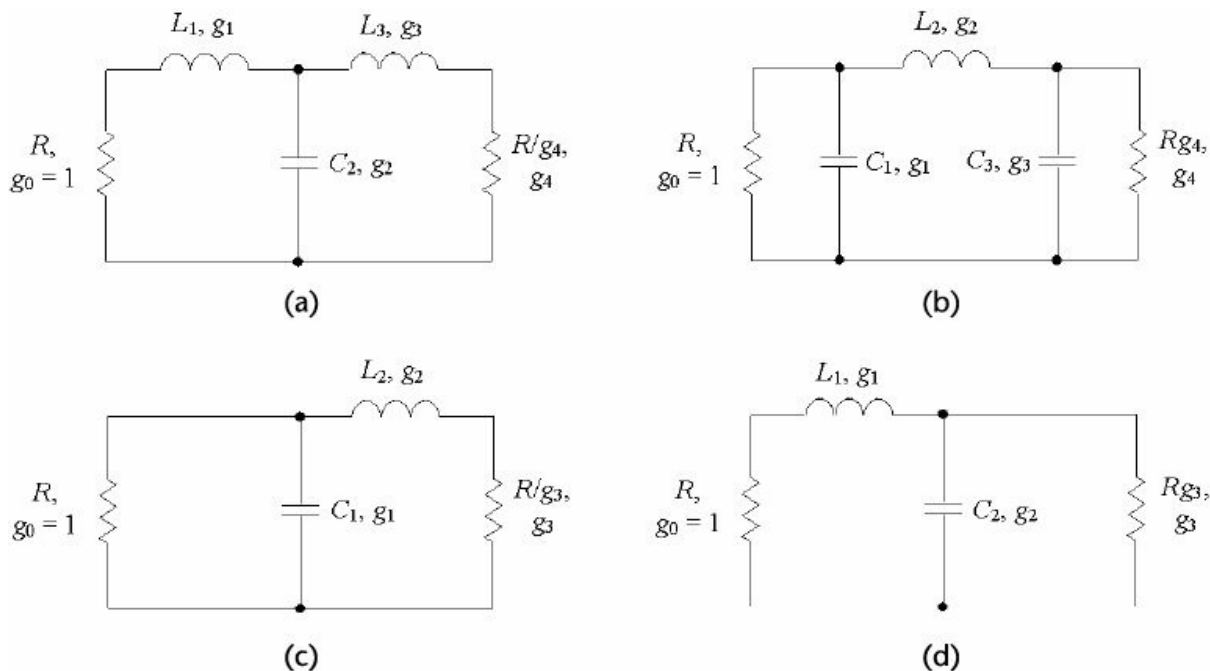 L₁, g₁
L₃, g₃
R,
g₀ = 1
C₂, g₂
R/g₄,
g₄
(a)
L₂, g₂
R,
g₀ = 1
C₁, g₁
C₃, g₃
Rg₄,
g₄
(b)
L₂, g₂
R,
g₀ = 1
C₁, g₁
R/g₃,
g₃
(c)
L₁, g₁
R,
g₀ = 1
C₂, g₂
Rg₃,
g₃
(d)